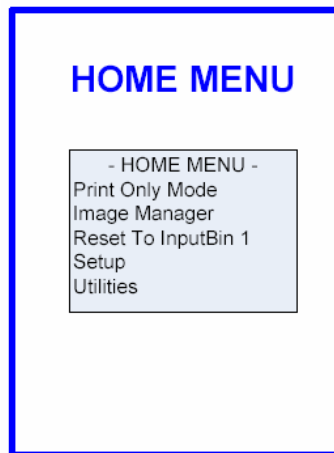 HOME MENU
- HOME MENU -
Print Only Mode
Image Manager
Reset To InputBin 1
Setup
Utilities